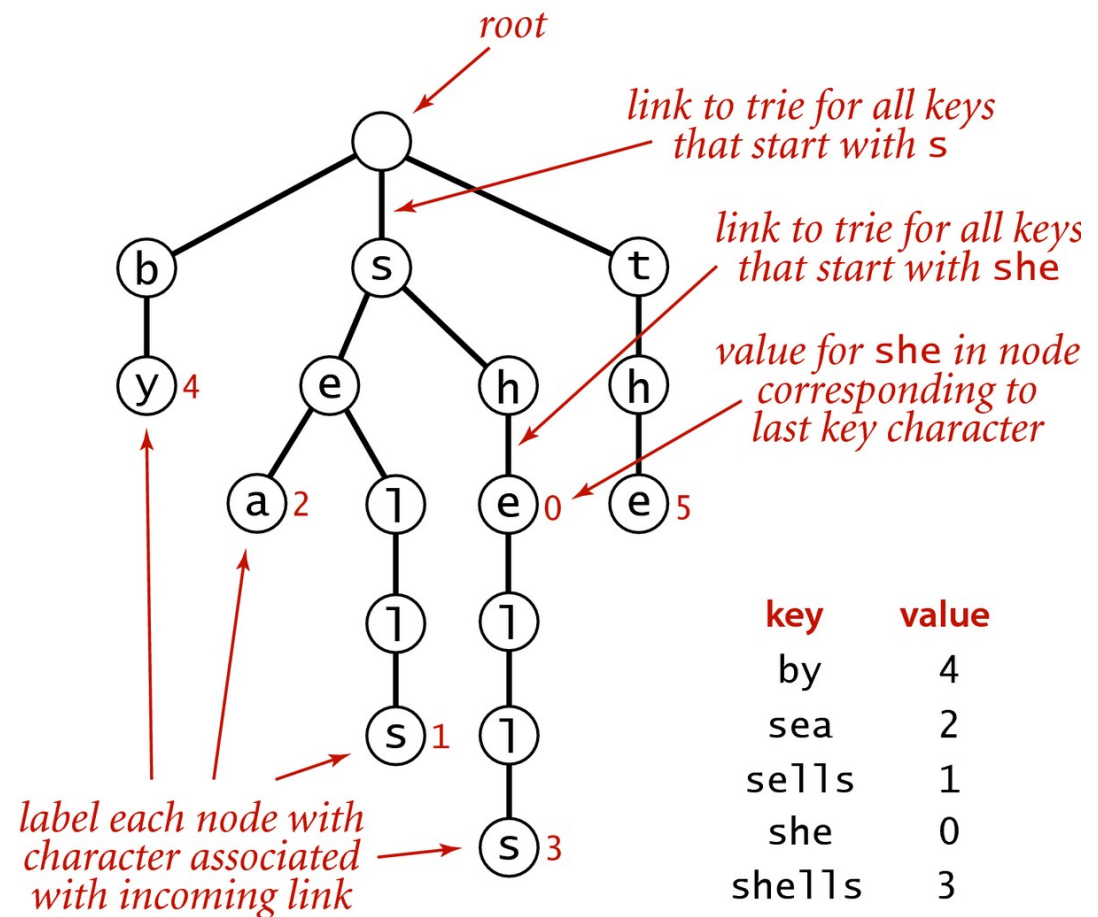 root
link to trie for all keys
that start with s
link to trie for all keys
that start with she
b
s
t
value for she in node
corresponding to
last key character
y 4
e
h
h
a 2
l
e 0
e 5
l
l
s 1
l
s 3
label each node with
character associated
with incoming link
key value
by 4
sea 2
sells 1
she 0
shells 3